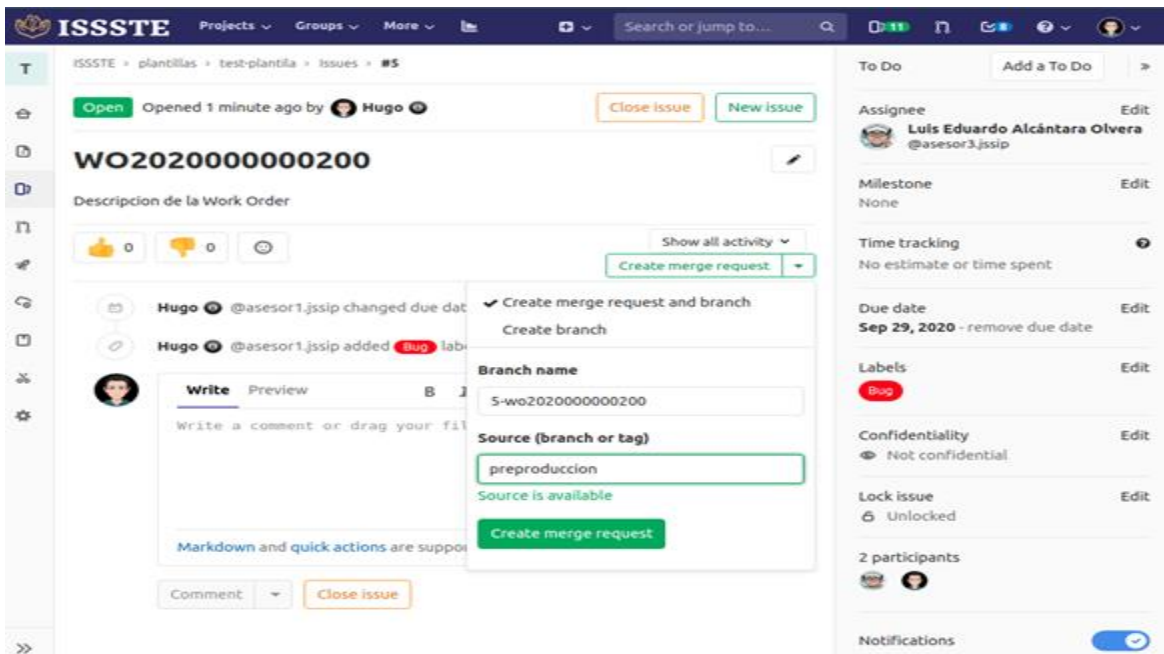 ISSSTE Projects Groups More Search or jump to... 11 8
T
ISSSTE > plantillas > test-plantila > Issues > #5
Open Opened 1 minute ago by Hugo
Close issue New issue
WO2020000000200
Descripcion de la Work Order
0 0
Show all activity
Create merge request
Hugo @asesor1.jssip changed due dat
Hugo @asesor1.jssip added Bug lab
Write Preview B I
Write a comment or drag your fil
Markdown and quick actions are suppo
Comment Close issue
Create merge request and branch
Create branch
Branch name
5-wo2020000000200
Source (branch or tag)
preproduccion
Source is available
Create merge request
To Do Add a To Do
Assignee Edit
Luis Eduardo Alcántara Olvera
@asesor3.jssip
Milestone Edit
None
Time tracking
No estimate or time spent
Due date Edit
Sep 29, 2020 - remove due date
Labels Edit
Bug
Confidentiality Edit
Not confidential
Lock issue Edit
Unlocked
2 participants
Notifications